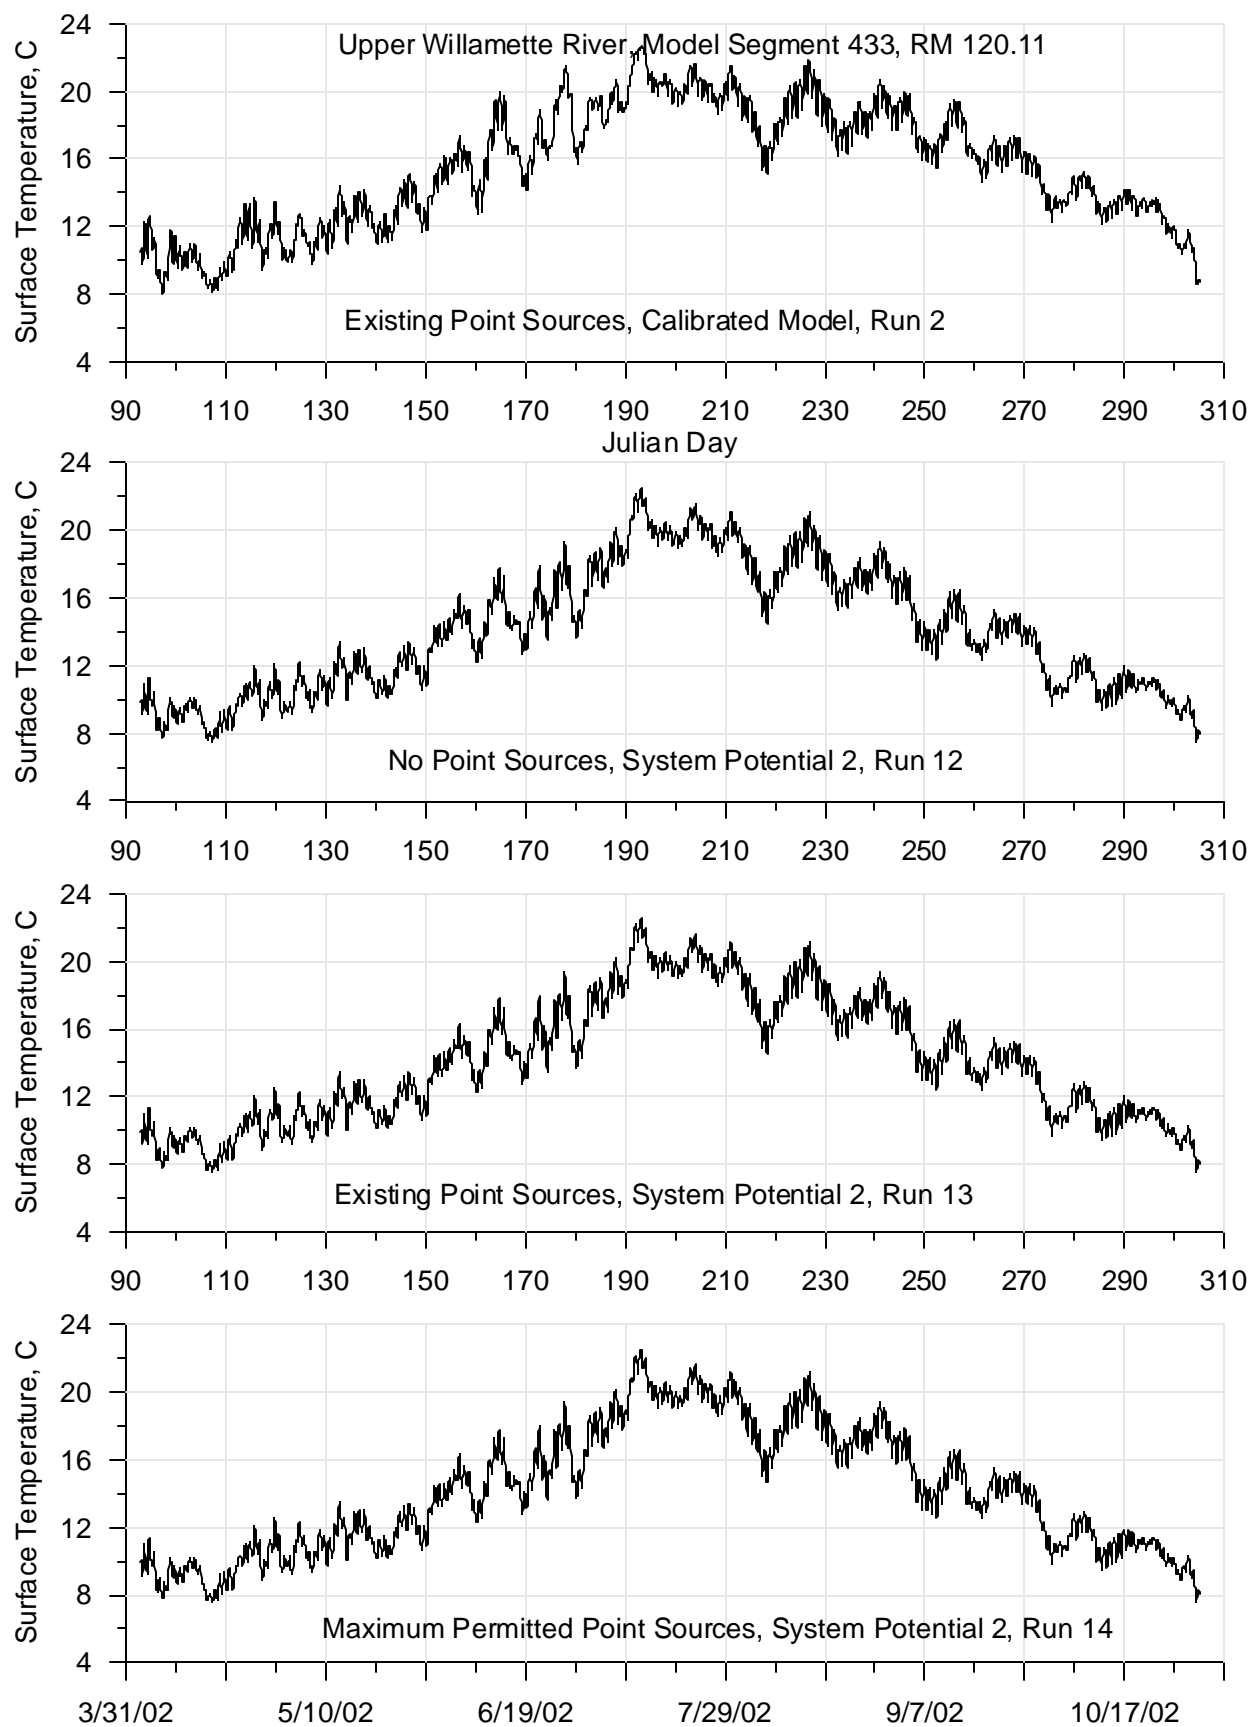 24
Upper Willamette River, Model Segment 433, RM 120.11
20
16
12
8
4
Surface Temperature, C
Existing Point Sources, Calibrated Model, Run 2
90 110 130 150 170 190 210 230 250 270 290 310
Julian Day
24
20
16
12
8
4
Surface Temperature, C
No Point Sources, System Potential 2, Run 12
90 110 130 150 170 190 210 230 250 270 290 310
24
20
16
12
8
4
Surface Temperature, C
Existing Point Sources, System Potential 2, Run 13
90 110 130 150 170 190 210 230 250 270 290 310
24
20
16
12
8
4
Surface Temperature, C
Maximum Permitted Point Sources, System Potential 2, Run 14
3/31/02 5/10/02 6/19/02 7/29/02 9/7/02 10/17/02